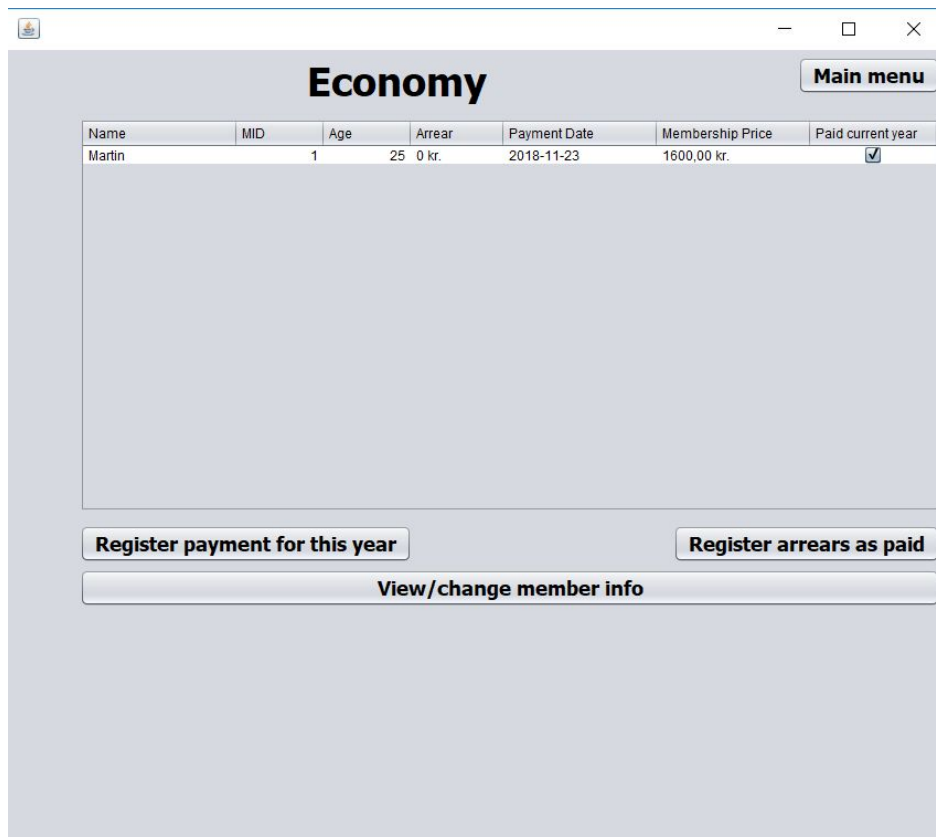 Economy
Main menu
Name MID Age Arrear Payment Date Membership Price Paid current year
Martin 1 25 0 kr. 2018-11-23 1600,00 kr.
Register payment for this year Register arrears as paid
View/change member info